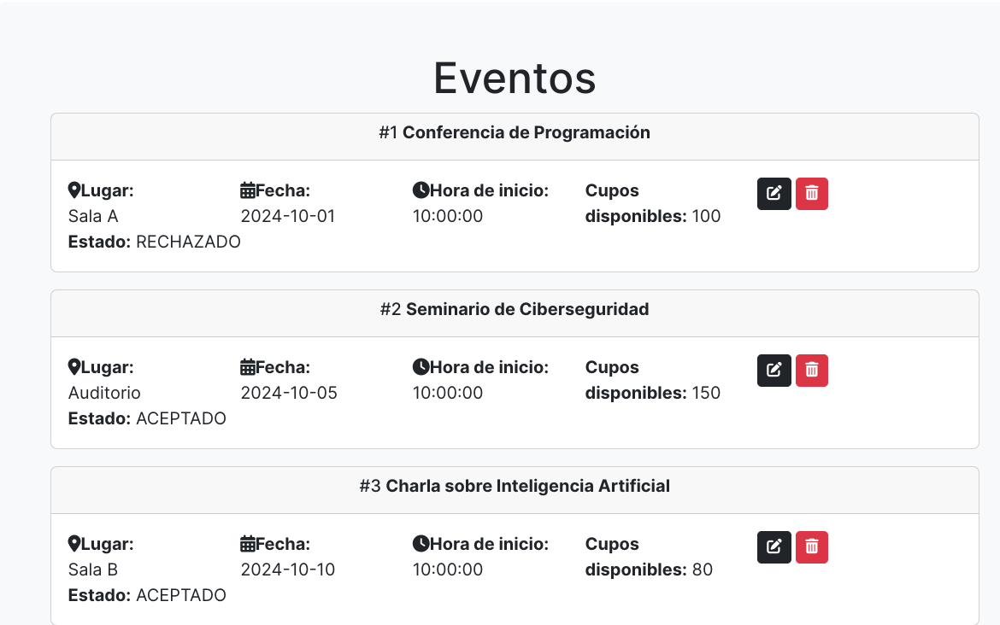 Eventos
#1 Conferencia de Programación
Lugar: Fecha: Hora de inicio: Cupos
Sala A 2024-10-01 10:00:00 disponibles: 100
Estado: RECHAZADO
#2 Seminario de Ciberseguridad
Lugar: Fecha: Hora de inicio: Cupos
Auditorio 2024-10-05 10:00:00 disponibles: 150
Estado: ACEPTADO
#3 Charla sobre Inteligencia Artificial
Lugar: Fecha: Hora de inicio: Cupos
Sala B 2024-10-10 10:00:00 disponibles: 80
Estado: ACEPTADO